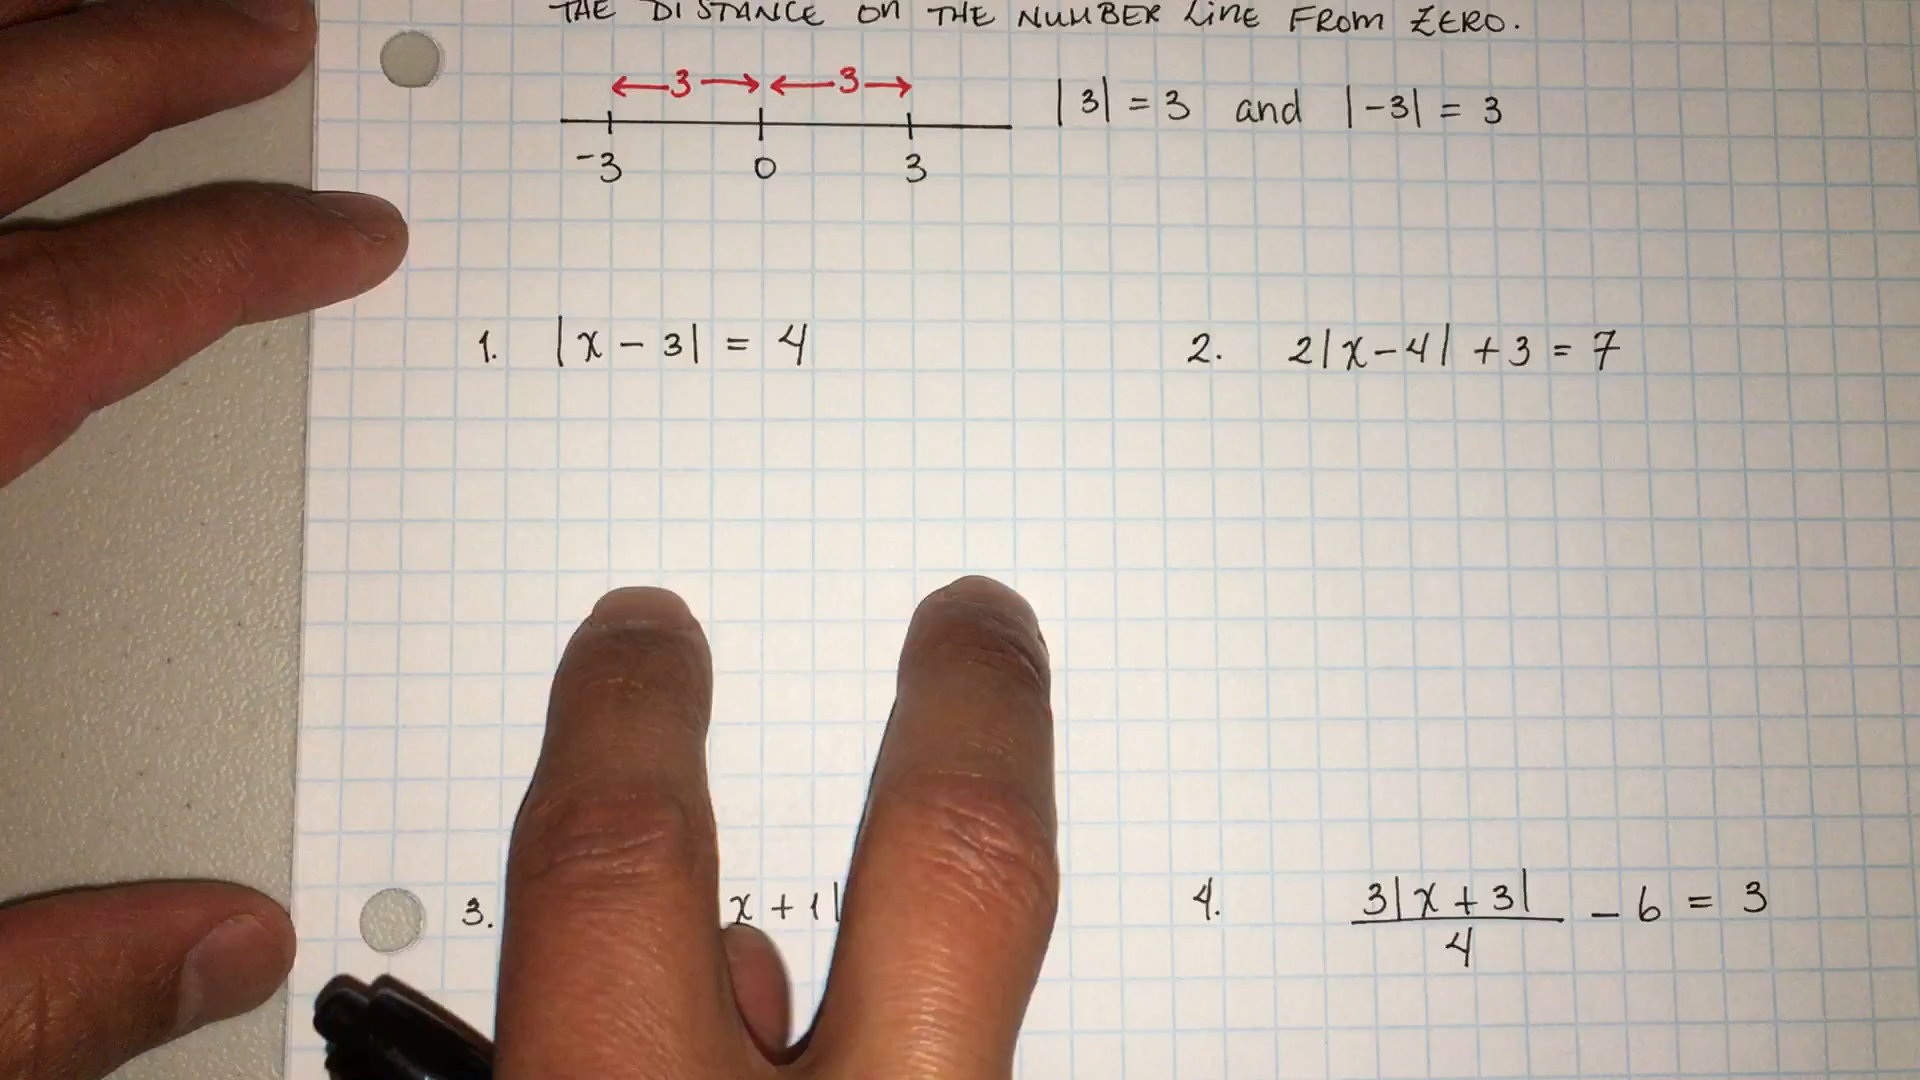 THE DISTANCE ON THE NUMBER LINE FROM ZERO.
3 3
-3 0 3
|3| = 3 and |-3| = 3
1. |x - 3| = 4
2. 2|x-4| + 3 = 7
3. x + 1|
4. 3|x + 3| / 4 - 6 = 3